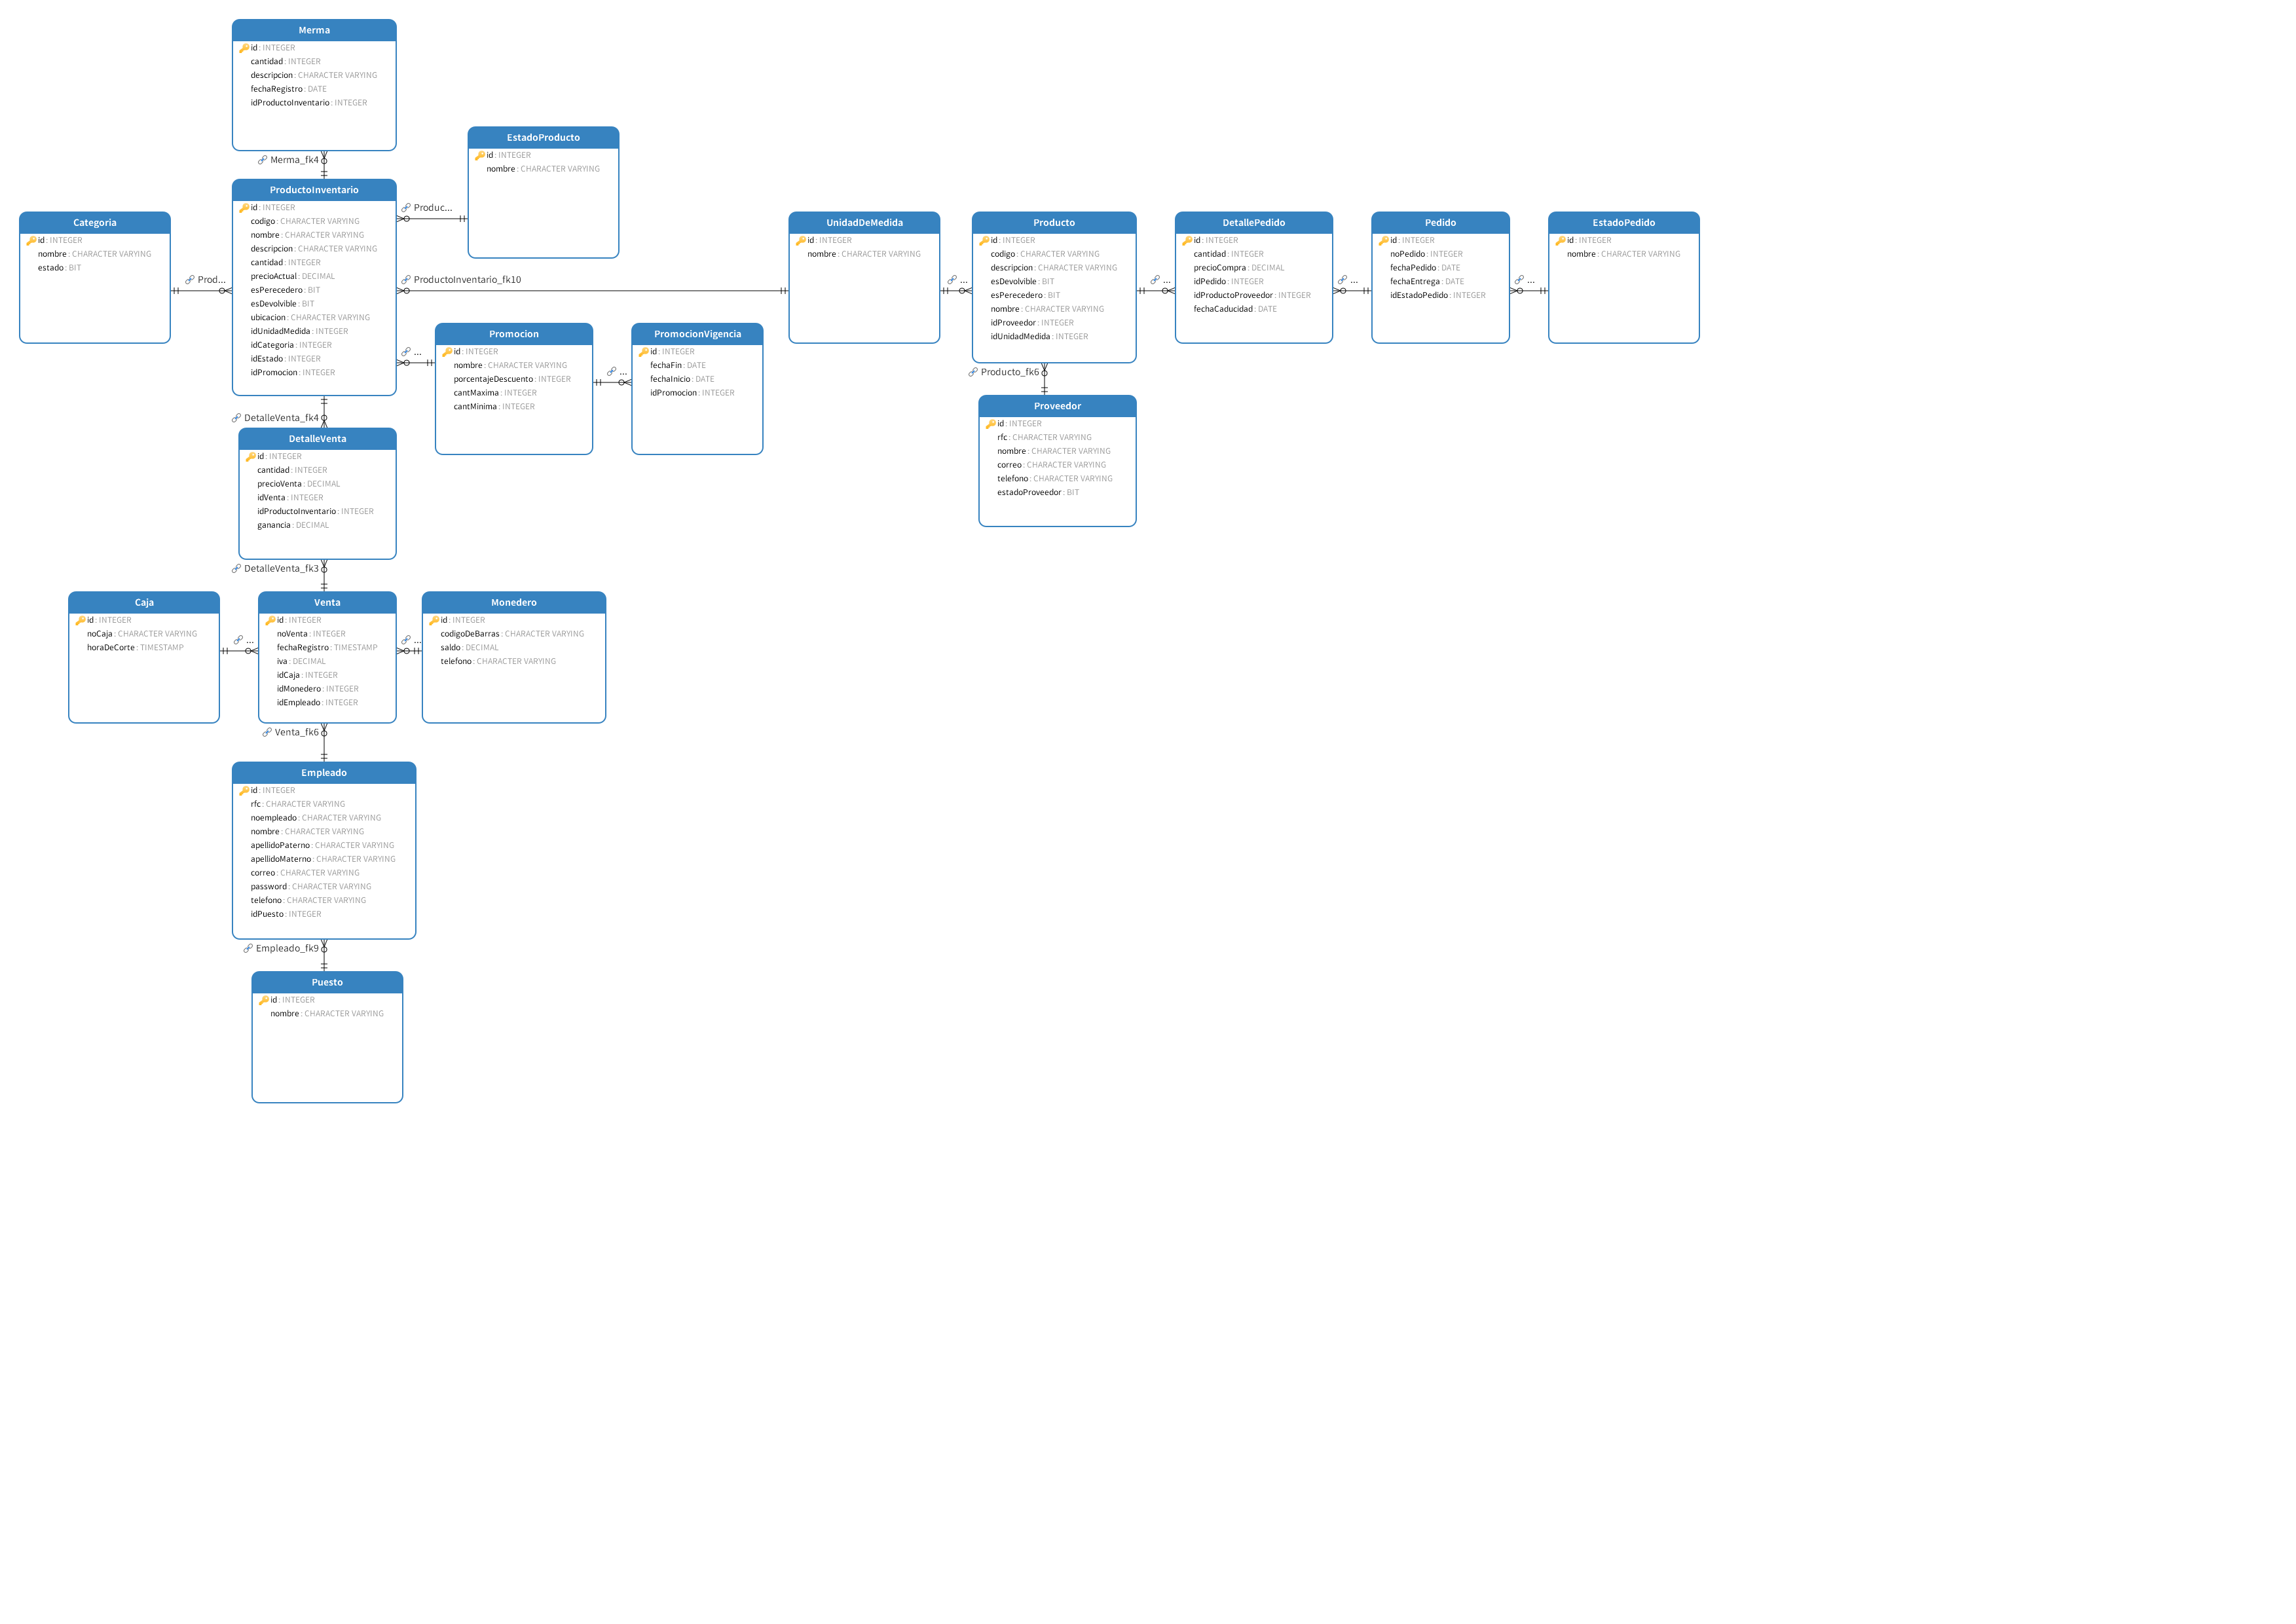 Merma
id : INTEGER
cantidad : INTEGER
descripcion : CHARACTER VARYING
fechaRegistro : DATE
idProductoInventario : INTEGER
Merma_fk4
EstadoProducto
id : INTEGER
nombre : CHARACTER VARYING
Produc...
ProductoInventario
id : INTEGER
codigo : CHARACTER VARYING
nombre : CHARACTER VARYING
descripcion : CHARACTER VARYING
cantidad : INTEGER
precioActual : DECIMAL
esPerecedero : BIT
esDevolvible : BIT
ubicacion : CHARACTER VARYING
idUnidadMedida : INTEGER
idCategoria : INTEGER
idEstado : INTEGER
idPromocion : INTEGER
Categoria
id : INTEGER
nombre : CHARACTER VARYING
estado : BIT
Prod...
ProductoInventario_fk10
UnidadDeMedida
id : INTEGER
nombre : CHARACTER VARYING
...
Producto
id : INTEGER
codigo : CHARACTER VARYING
descripcion : CHARACTER VARYING
esDevolvible : BIT
esPerecedero : BIT
nombre : CHARACTER VARYING
idProveedor : INTEGER
idUnidadMedida : INTEGER
...
DetallePedido
id : INTEGER
cantidad : INTEGER
precioCompra : DECIMAL
idPedido : INTEGER
idProductoProveedor : INTEGER
fechaCaducidad : DATE
...
Pedido
id : INTEGER
noPedido : INTEGER
fechaPedido : DATE
fechaEntrega : DATE
idEstadoPedido : INTEGER
...
EstadoPedido
id : INTEGER
nombre : CHARACTER VARYING
...
Promocion
id : INTEGER
nombre : CHARACTER VARYING
porcentajeDescuento : INTEGER
cantMaxima : INTEGER
cantMinima : INTEGER
...
PromocionVigencia
id : INTEGER
fechaFin : DATE
fechaInicio : DATE
idPromocion : INTEGER
Producto_fk6
Proveedor
id : INTEGER
rfc : CHARACTER VARYING
nombre : CHARACTER VARYING
correo : CHARACTER VARYING
telefono : CHARACTER VARYING
estadoProveedor : BIT
DetalleVenta_fk4
DetalleVenta
id : INTEGER
cantidad : INTEGER
precioVenta : DECIMAL
idVenta : INTEGER
idProductoInventario : INTEGER
ganancia : DECIMAL
DetalleVenta_fk3
Caja
id : INTEGER
noCaja : CHARACTER VARYING
horaDeCorte : TIMESTAMP
...
Venta
id : INTEGER
noVenta : INTEGER
fechaRegistro : TIMESTAMP
iva : DECIMAL
idCaja : INTEGER
idMonedero : INTEGER
idEmpleado : INTEGER
...
Monedero
id : INTEGER
codigoDeBarras : CHARACTER VARYING
saldo : DECIMAL
telefono : CHARACTER VARYING
Venta_fk6
Empleado
id : INTEGER
rfc : CHARACTER VARYING
noempleado : CHARACTER VARYING
nombre : CHARACTER VARYING
apellidoPaterno : CHARACTER VARYING
apellidoMaterno : CHARACTER VARYING
correo : CHARACTER VARYING
password : CHARACTER VARYING
telefono : CHARACTER VARYING
idPuesto : INTEGER
Empleado_fk9
Puesto
id : INTEGER
nombre : CHARACTER VARYING